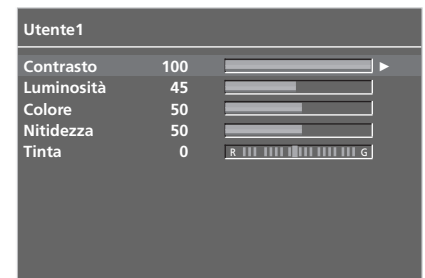 Utente1
Contrasto 100
Luminosità 45
Colore 50
Nitidezza 50
Tinta 0 R G